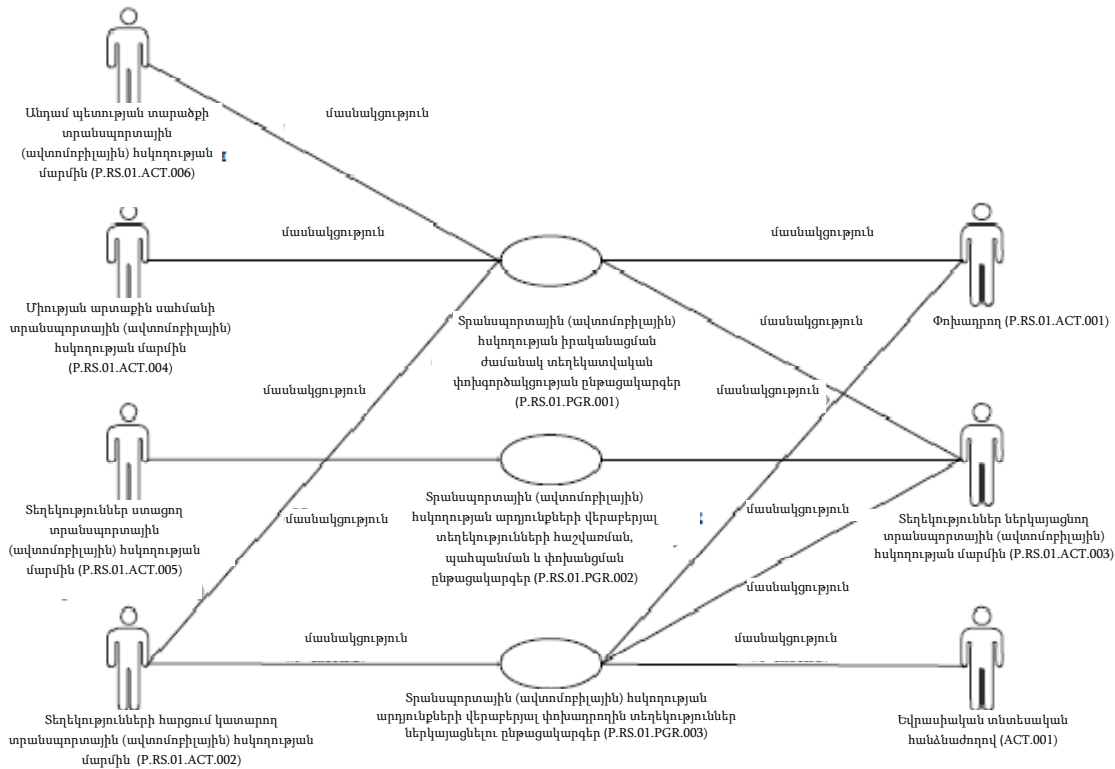 մասնակցություն
Անդամ պետության տարածքի
տրանսպորտային
(ավտոմոբիլային) հսկողության
մարմին (P.RS.01.ACT.006)
մասնակցություն
մասնակցություն
Միության արտաքին սահմանի
տրանսպորտային (ավտոմոբիլային)
հսկողության մարմին
(P.RS.01.ACT.004)
Տրանսպորտային (ավտոմոբիլային)
հսկողության իրականացման
ժամանակ տեղեկատվական
փոխգործակցության ընթացակարգեր
(P.RS.01.PGR.001)
մասնակցություն
Փոխադրող (P.RS.01.ACT.001)
մասնակցություն
մասնակցություն
Տեղեկություններ ստացող
տրանսպորտային
(ավտոմոբիլային) հսկողության
մարմին (P.RS.01.ACT.005)
մասնակցություն
Տրանսպորտային (ավտոմոբիլային)
հսկողության արդյունքների վերաբերյալ
տեղեկությունների հաշվառման,
պահպանման և փոխանցման
ընթացակարգեր (P.RS.01.PGR.002)
մասնակցություն
Տեղեկություններ ներկայացնող
տրանսպորտային (ավտոմոբիլային)
հսկողության մարմին (P.RS.01.ACT.003)
մասնակցություն
մասնակցություն
մասնակցություն
Տեղեկությունների հարցում կատարող
տրանսպորտային (ավտոմոբիլային) հսկողության
մարմին (P.RS.01.ACT.002)
Տրանսպորտային (ավտոմոբիլային) հսկողության
արդյունքների վերաբերյալ փոխադրողին տեղեկություններ
ներկայացնելու ընթացակարգեր (P.RS.01.PGR.003)
Եվրասիական տնտեսական
հանձնաժողով (ACT.001)